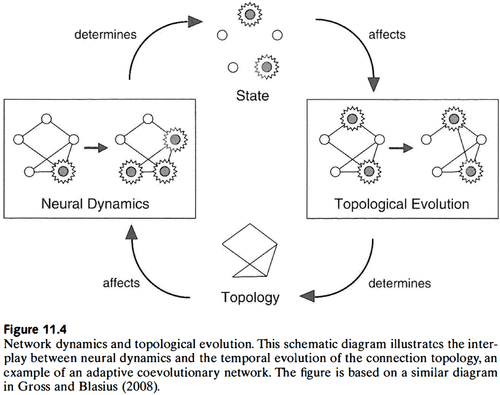 determines
affects
State
Neural Dynamics
Topological Evolution
affects
determines
Topology
Figure 11.4
Network dynamics and topological evolution. This schematic diagram illustrates the inter-
play between neural dynamics and the temporal evolution of the connection topology, an
example of an adaptive coevolutionary network. The figure is based on a similar diagram
in Gross and Blasius (2008).